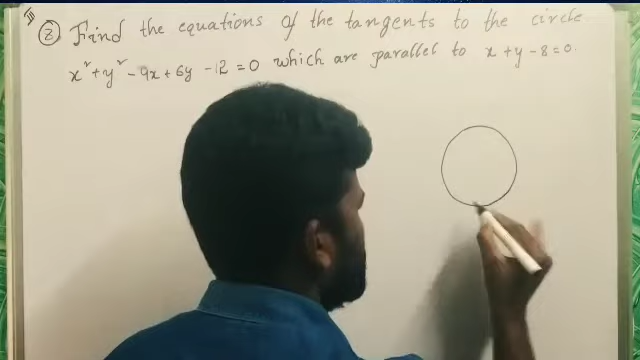 ② Find the equations of the tangents to the circle
x² + y² - 4x + 6y - 12 = 0 which are parallel to x + y - 8 = 0.